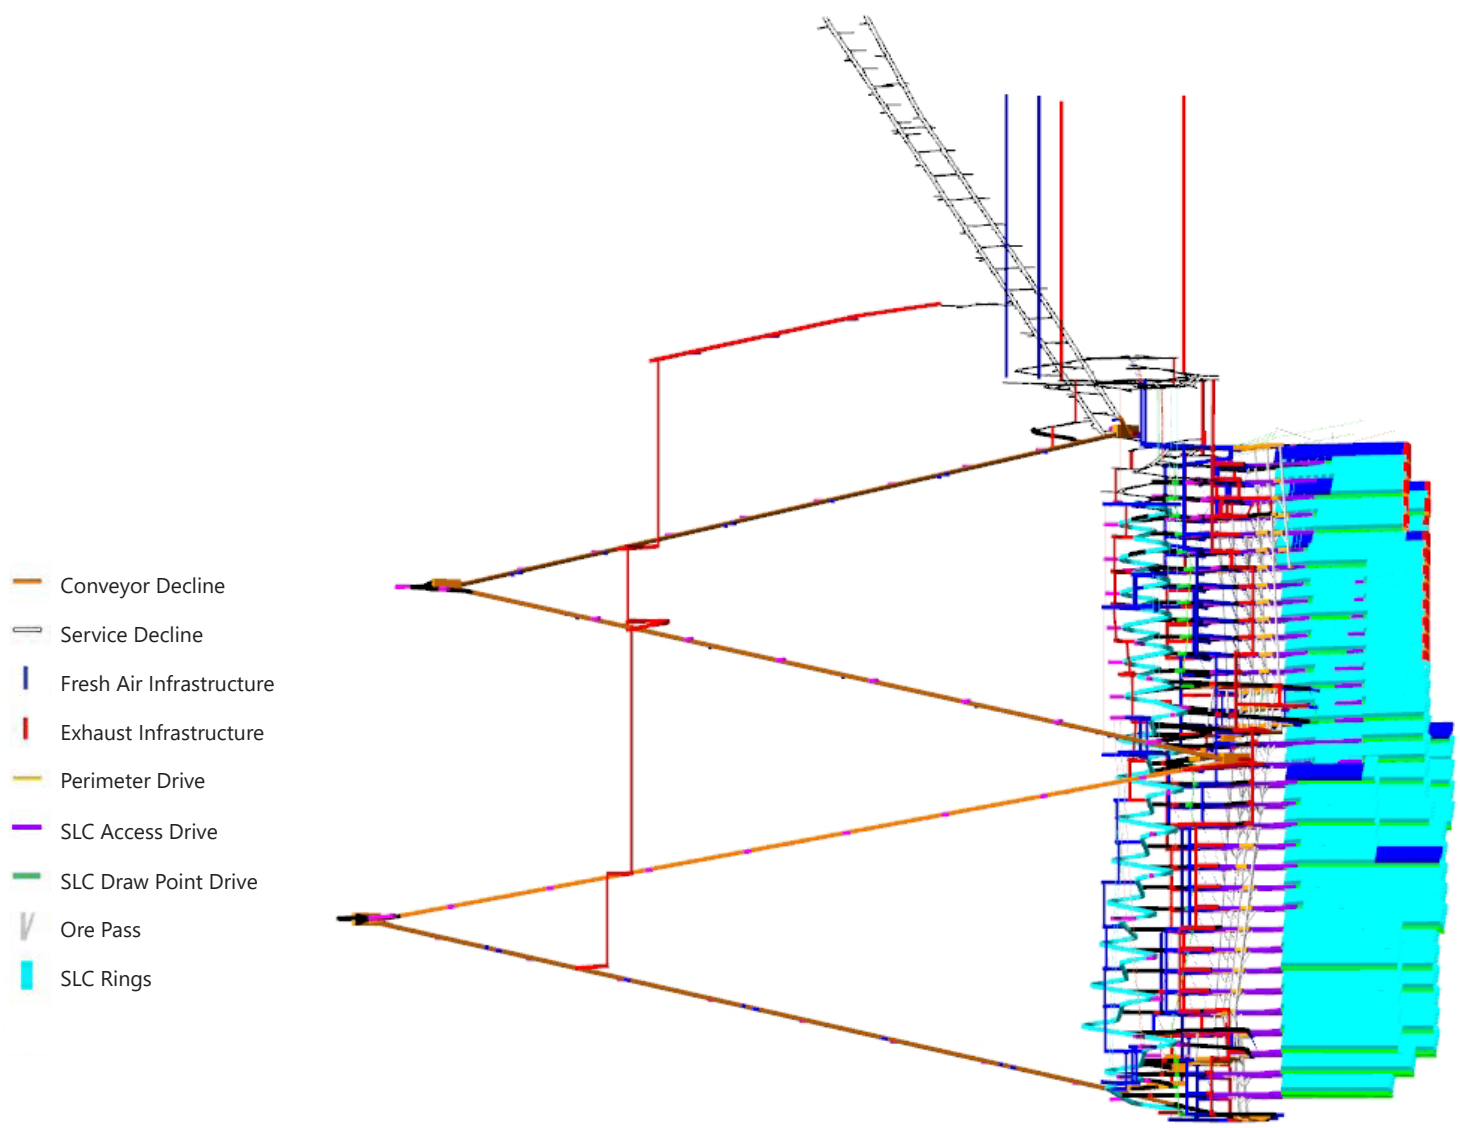 Conveyor Decline
Service Decline
Fresh Air Infrastructure
Exhaust Infrastructure
Perimeter Drive
SLC Access Drive
SLC Draw Point Drive
Ore Pass
SLC Rings